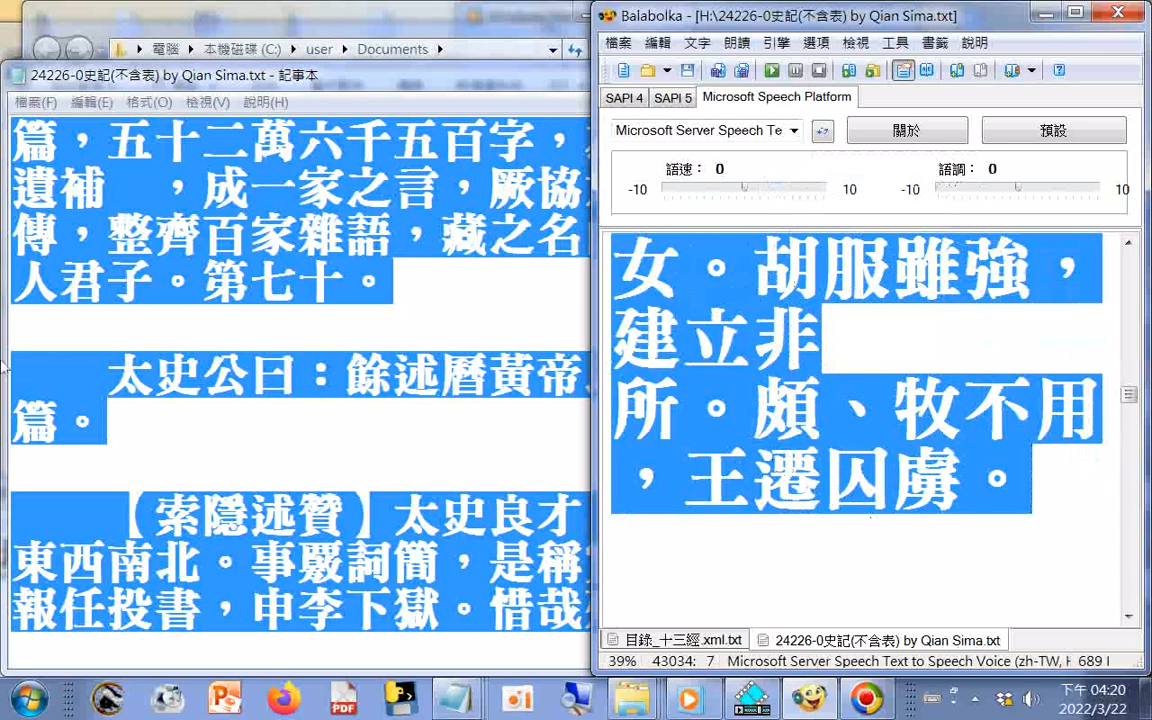 電腦 本機磁碟 (C:) user Documents
24226-0史記(不含表) by Qian Sima.txt - 記事本
檔案(F) 編輯(E) 格式(O) 檢視(V) 說明(H)
篇，五十二萬六千五百字，
遺補 ，成一家之言，厥協
傳，整齊百家雜語，藏之名
人君子。第七十。
太史公曰：餘述曆黃帝
篇。
【索隱述贊】太史良才
東西南北。事覈詞簡，是稱
報任投書，申李下獄。惜哉
Balabolka - [H:\24226-0史記(不含表) by Qian Sima.txt]
檔案 編輯 文字 朗讀 引擎 選項 檢視 工具 書籤 說明
SAPI 4 SAPI 5 Microsoft Speech Platform
Microsoft Server Speech Te 關於 預設
語速： 0 語調： 0
-10 10 -10 10
女。胡服雖強，
建立非
所。頗、牧不用
，王遷囚虜。
目錄_十三經.xml.txt 24226-0史記(不含表) by Qian Sima txt
39% 43034: 7 Microsoft Server Speech Text to Speech Voice (zh-TW, 689
PDF
下午 04:20
2022/3/22